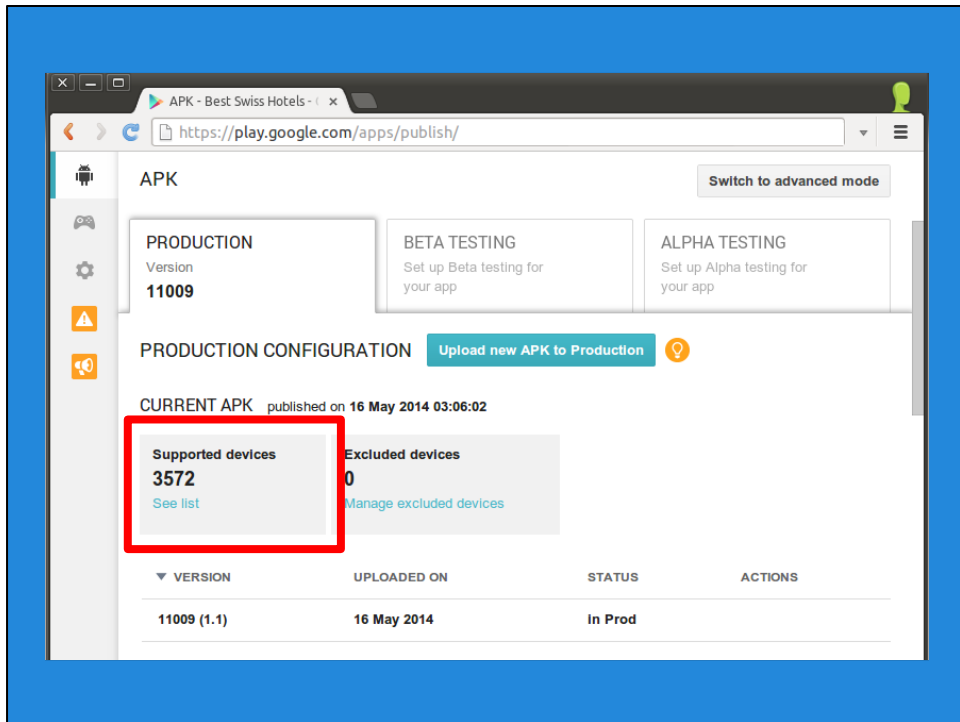 APK - Best Swiss Hotels - (
https://play.google.com/apps/publish/
APK
Switch to advanced mode
PRODUCTION
Version
11009
BETA TESTING
Set up Beta testing for
your app
ALPHA TESTING
Set up Alpha testing for
your app
PRODUCTION CONFIGURATION
Upload new APK to Production
CURRENT APK published on 16 May 2014 03:06:02
Supported devices
3572
See list
Excluded devices
0
Manage excluded devices
VERSION UPLOADED ON STATUS ACTIONS
11009 (1.1) 16 May 2014 in Prod